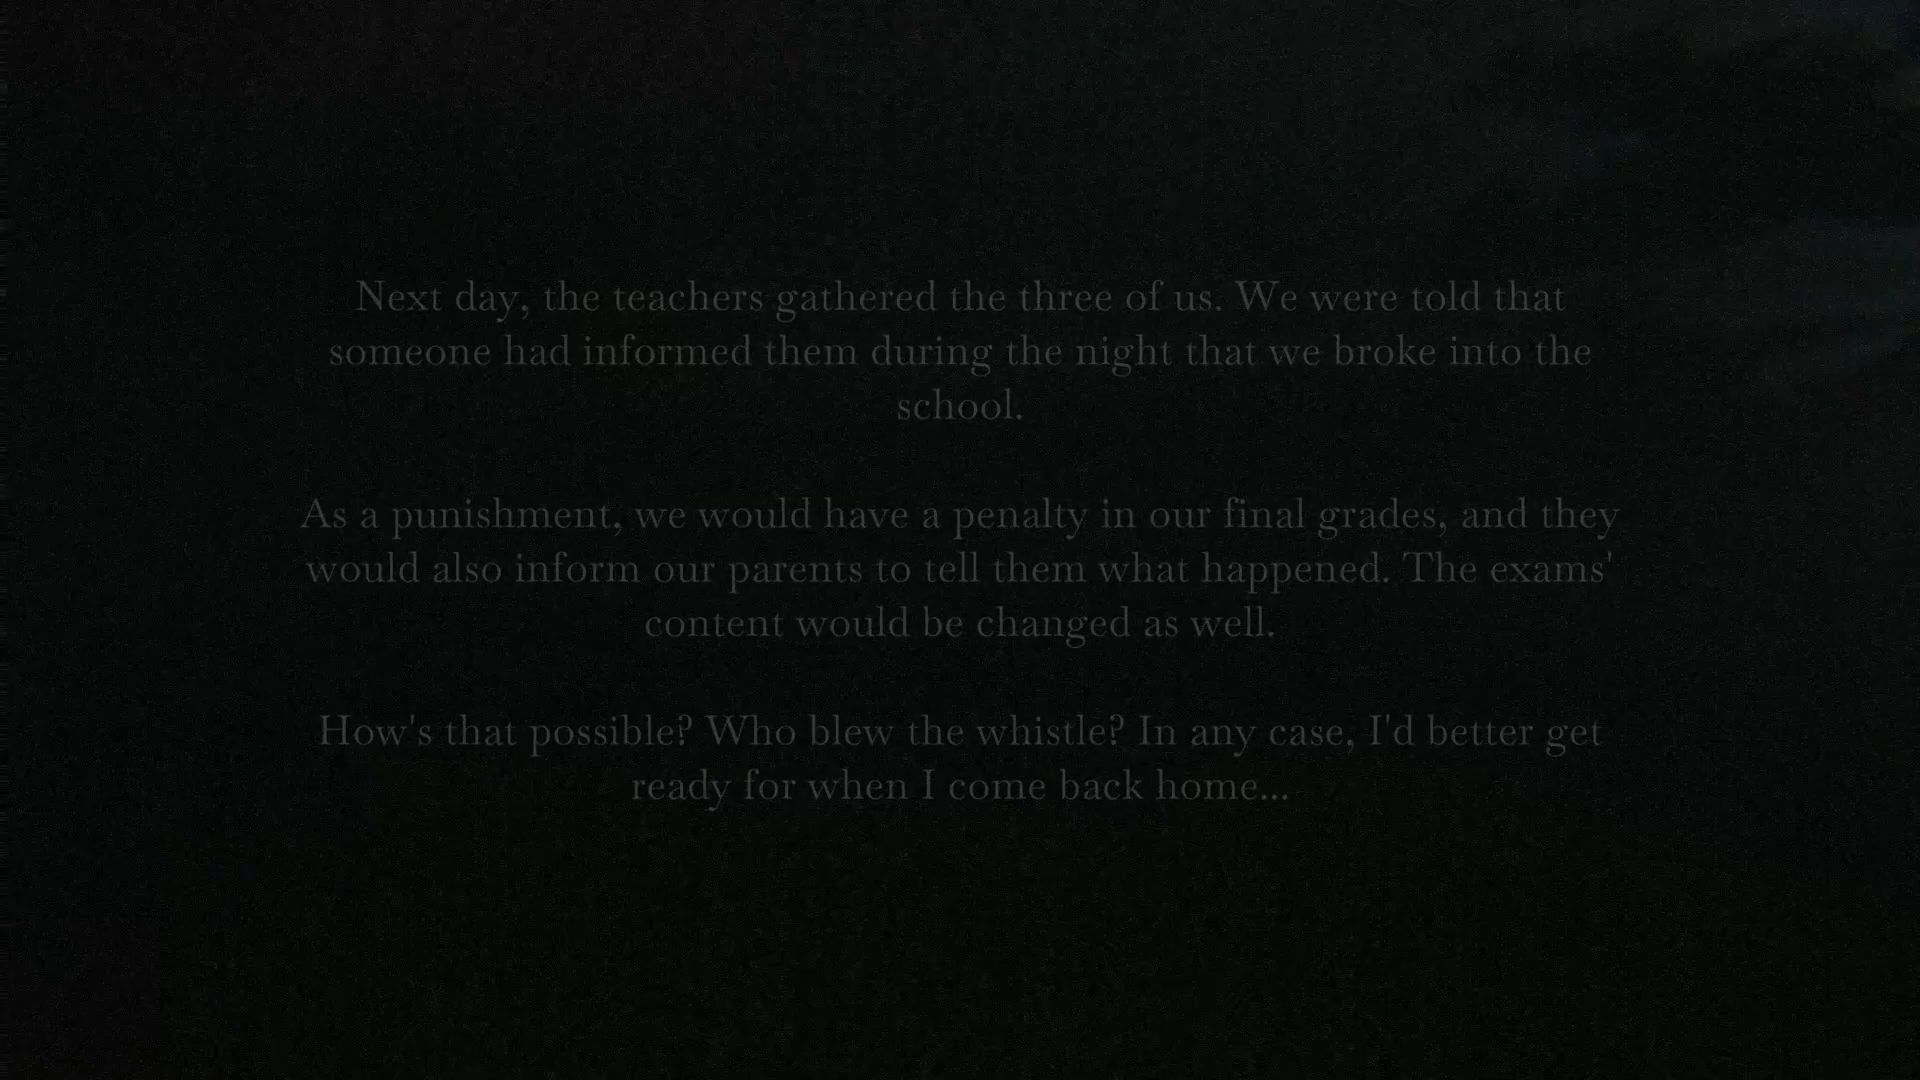 Next day, the teachers gathered the three of us. We were told that
someone had informed them during the night that we broke into the
school.
As a punishment, we would have a penalty in our final grades, and they
would also inform our parents to tell them what happened. The exams'
content would be changed as well.
How's that possible? Who blew the whistle? In any case, I'd better get
ready for when I come back home...